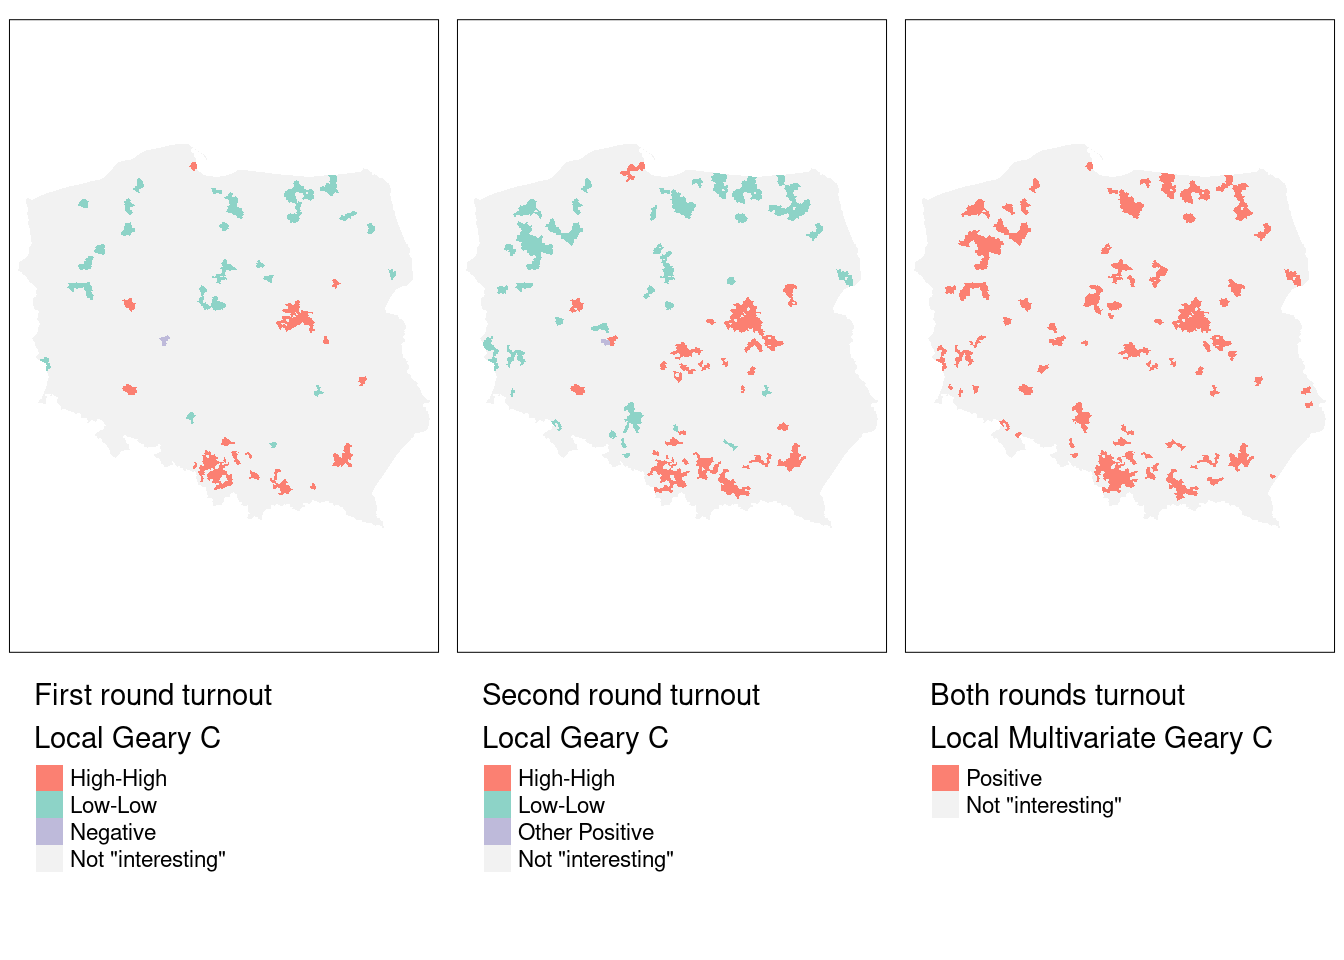 First round turnout
Local Geary C
High-High
Low-Low
Negative
Not "interesting"
Second round turnout
Local Geary C
High-High
Low-Low
Other Positive
Not "interesting"
Both rounds turnout
Local Multivariate Geary C
Positive
Not "interesting"